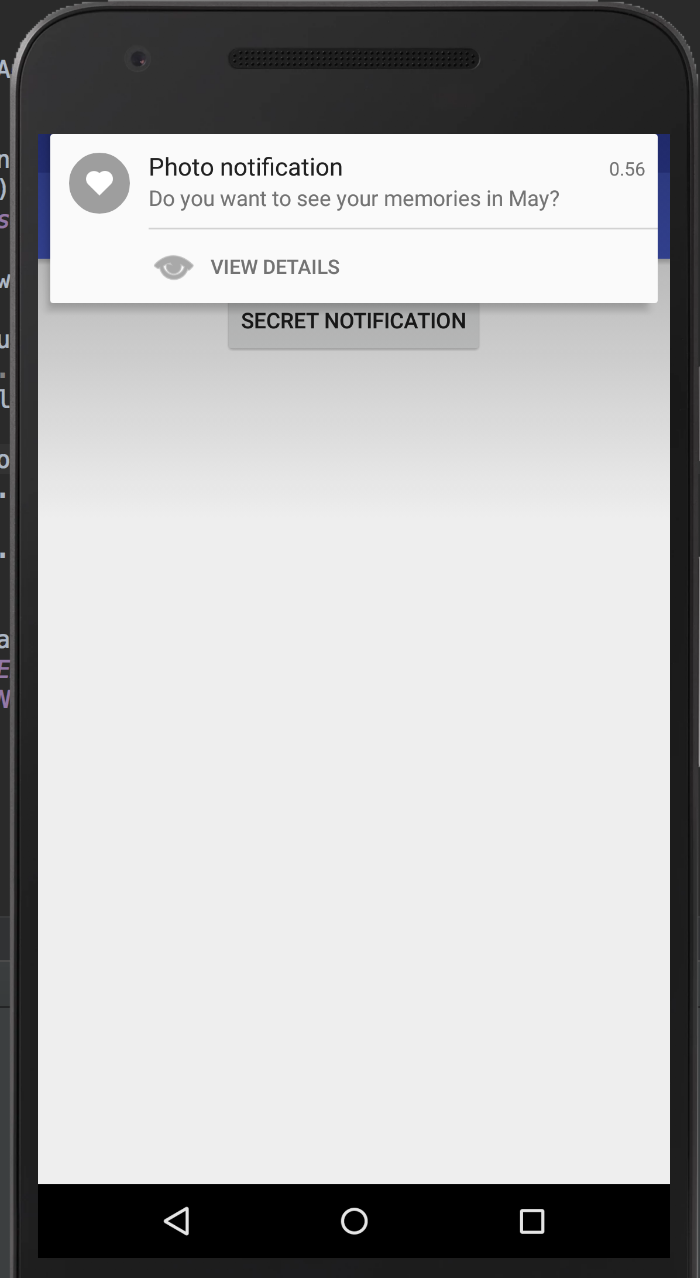 Photo notification
0.56
Do you want to see your memories in May?
VIEW DETAILS
SECRET NOTIFICATION